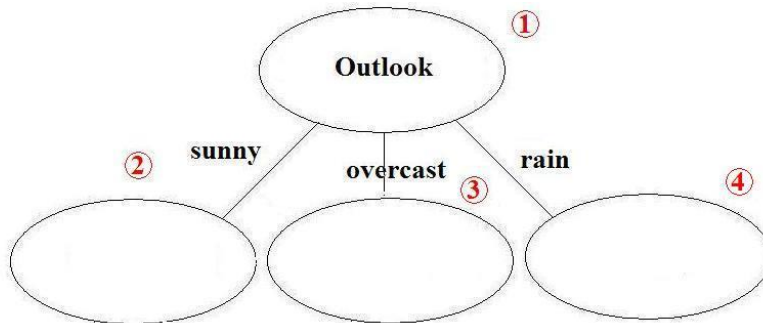 ①
Outlook
sunny
overcast
rain
②
③
④